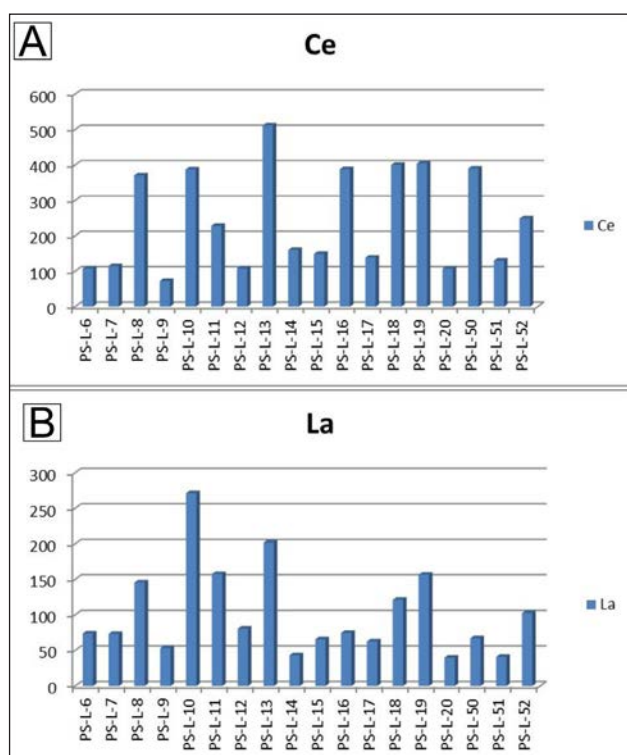 A
Ce
600
500
400
300
200
100
0
Ce
PS-L-6
PS-L-7
PS-L-8
PS-L-9
PS-L-10
PS-L-11
PS-L-12
PS-L-13
PS-L-14
PS-L-15
PS-L-16
PS-L-17
PS-L-18
PS-L-19
PS-L-20
PS-L-50
PS-L-51
PS-L-52
B
La
300
250
200
150
100
50
0
La
PS-L-6
PS-L-7
PS-L-8
PS-L-9
PS-L-10
PS-L-11
PS-L-12
PS-L-13
PS-L-14
PS-L-15
PS-L-16
PS-L-17
PS-L-18
PS-L-19
PS-L-20
PS-L-50
PS-L-51
PS-L-52